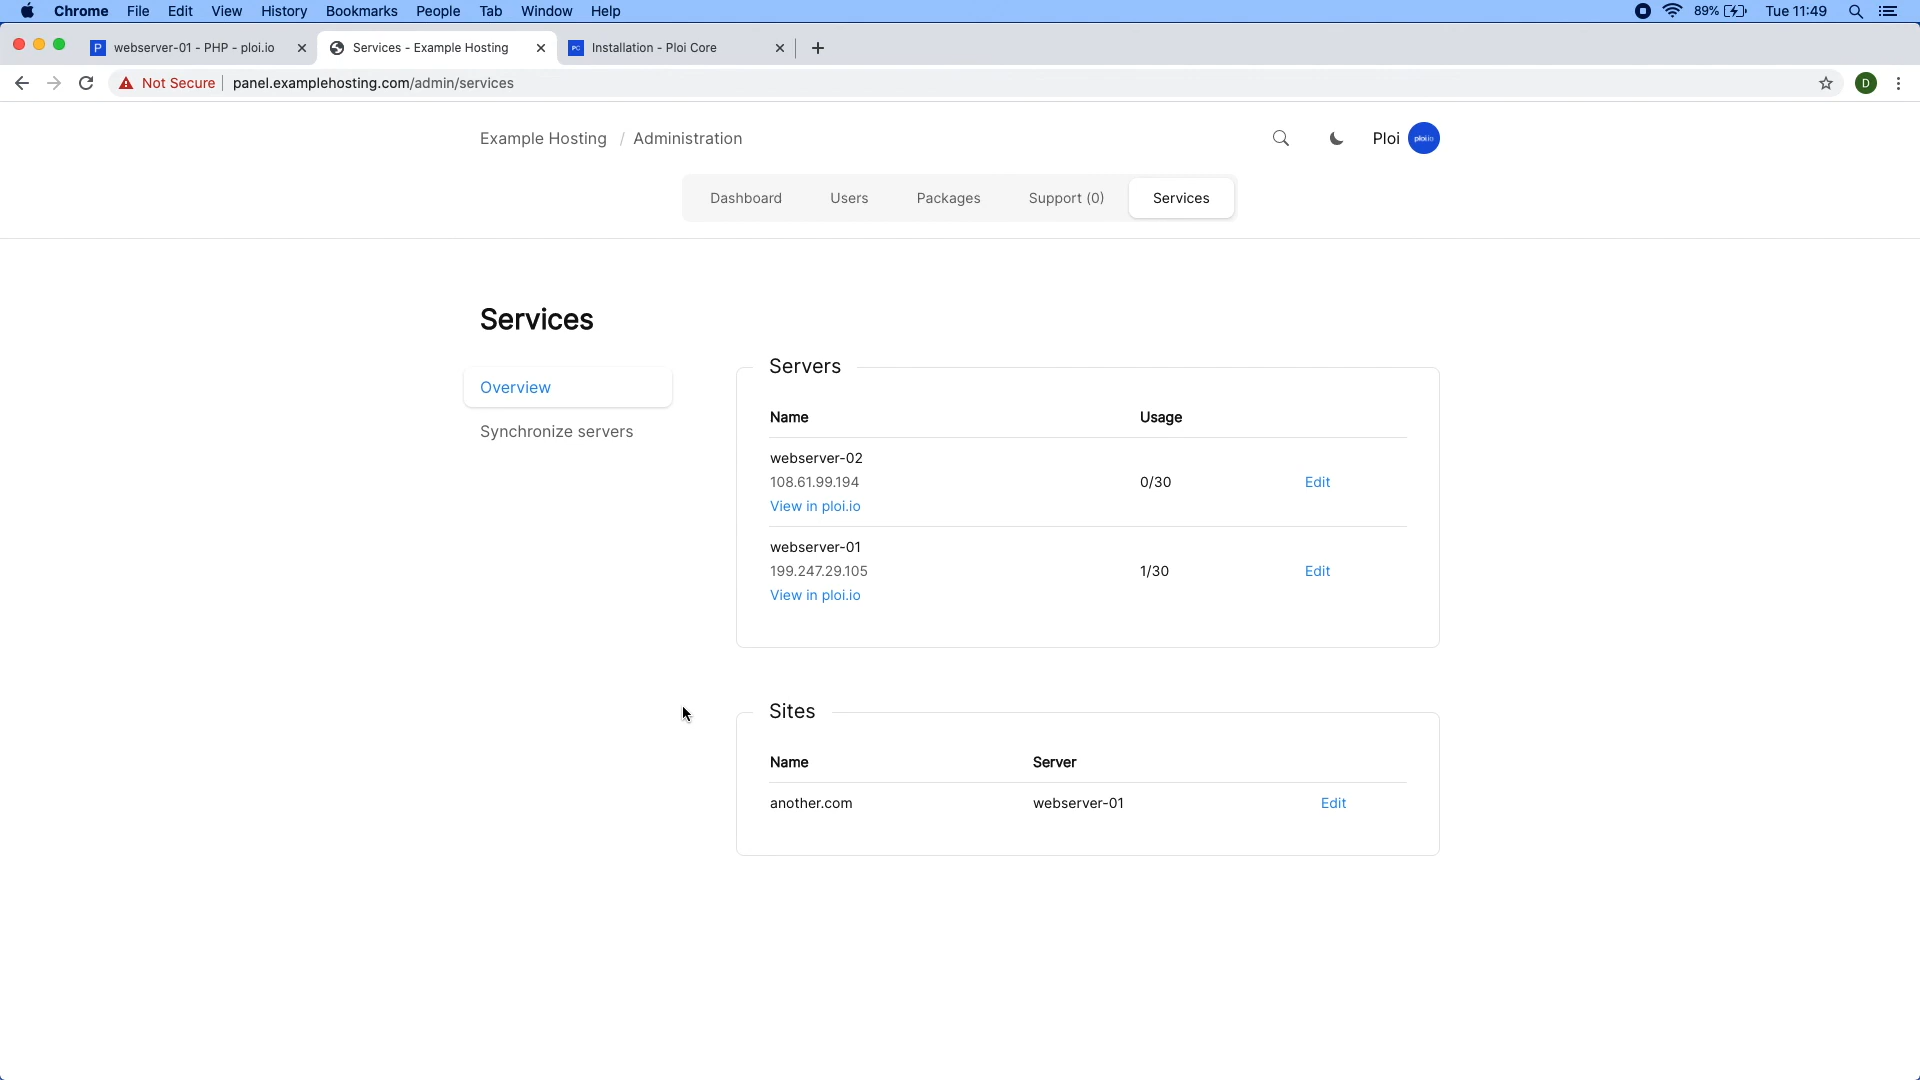 Chrome File Edit View History Bookmarks People Tab Window Help 89% Tue 11:49
webserver-01 - PHP - ploi.io Services - Example Hosting Installation - Ploi Core
Not Secure panel.examplehosting.com/admin/services D
Example Hosting / Administration Ploi ploi.io
Dashboard Users Packages Support (0) Services
Services
Overview
Synchronize servers
Servers
Name Usage
webserver-02
108.61.99.194 0/30 Edit
View in ploi.io
webserver-01
199.247.29.105 1/30 Edit
View in ploi.io
Sites
Name Server
another.com webserver-01 Edit